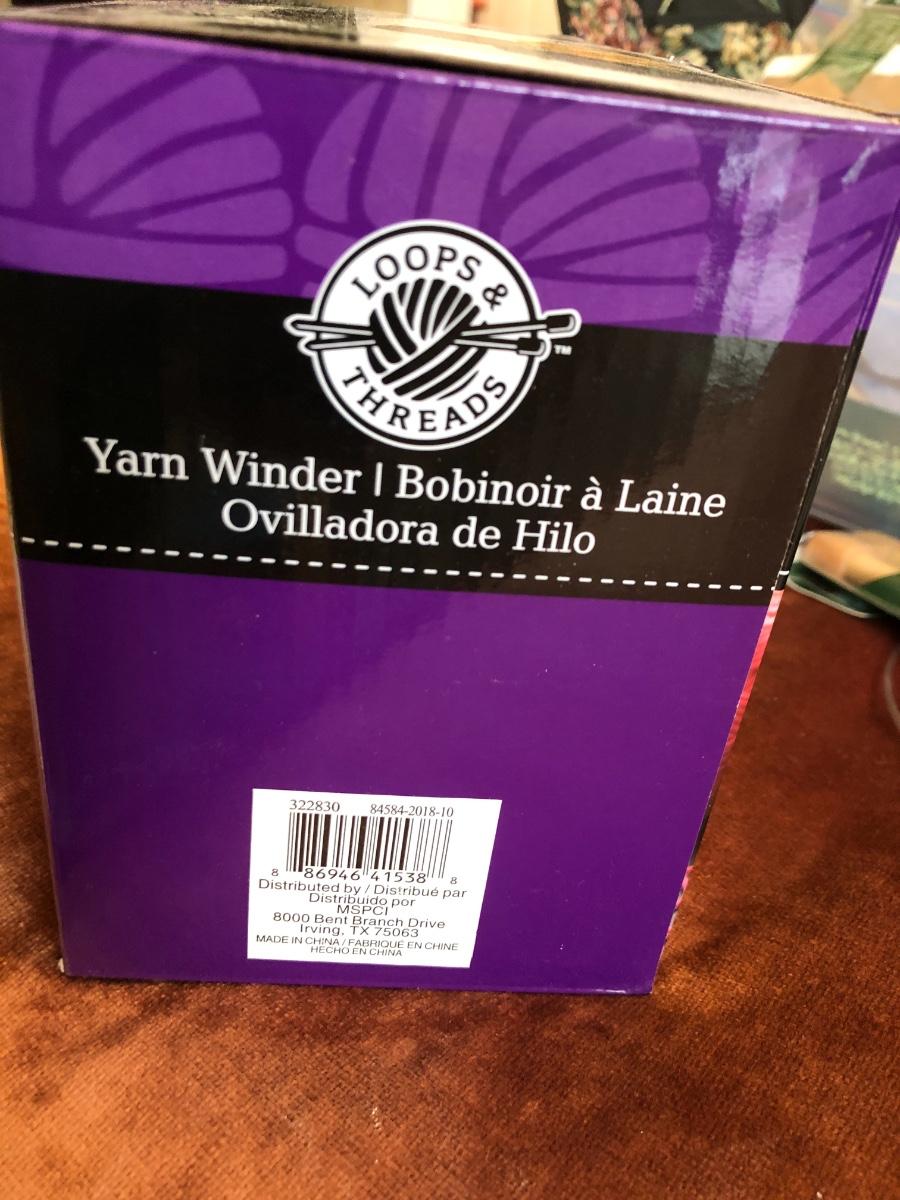 LOOPS &
THREADS
™
Yarn Winder | Bobinoir à Laine
Ovilladora de Hilo
322830 84584-2018-10
8 86946 41538 8
Distributed by / Distribué par
Distribuido por
MSPCI
8000 Bent Branch Drive
Irving, TX 75063
MADE IN CHINA / FABRIQUÉ EN CHINE
HECHO EN CHINA